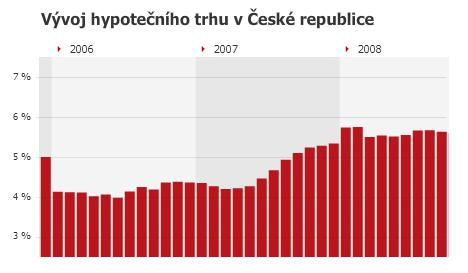 Vývoj hypotečního trhu v České republice
2006 2007 2008
7 %
6 %
5 %
4 %
3 %